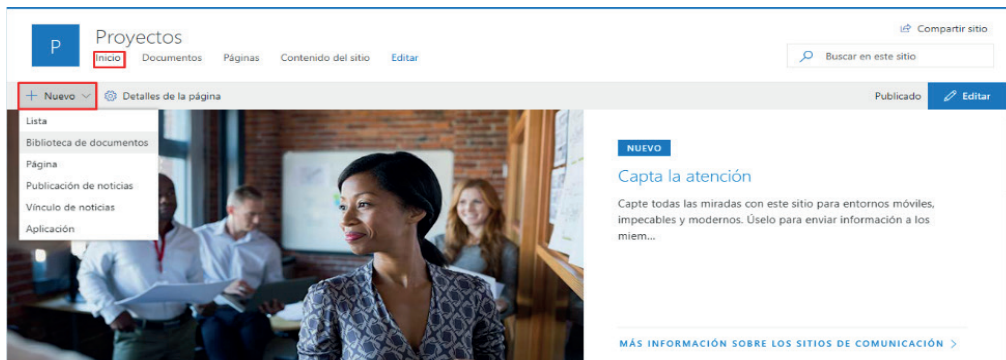 Compartir sitio
P
Proyectos
Inicio Documentos Páginas Contenido del sitio Editar
Buscar en este sitio
+ Nuevo Detalles de la página
Publicado Editar
Lista
Biblioteca de documentos
Página
Publicación de noticias
Vínculo de noticias
Aplicación
NUEVO
Capta la atención
Capte todas las miradas con este sitio para entornos móviles,
impecables y modernos. Úselo para enviar información a los
miem...
MÁS INFORMACIÓN SOBRE LOS SITIOS DE COMUNICACIÓN >